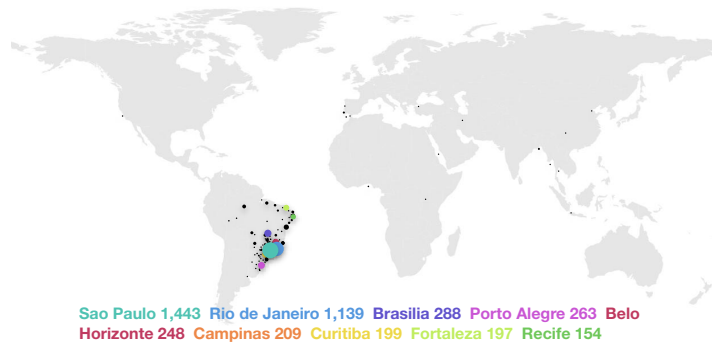 Sao Paulo 1,443 Rio de Janeiro 1,139 Brasilia 288 Porto Alegre 263 Belo
Horizonte 248 Campinas 209 Curitiba 199 Fortaleza 197 Recife 154